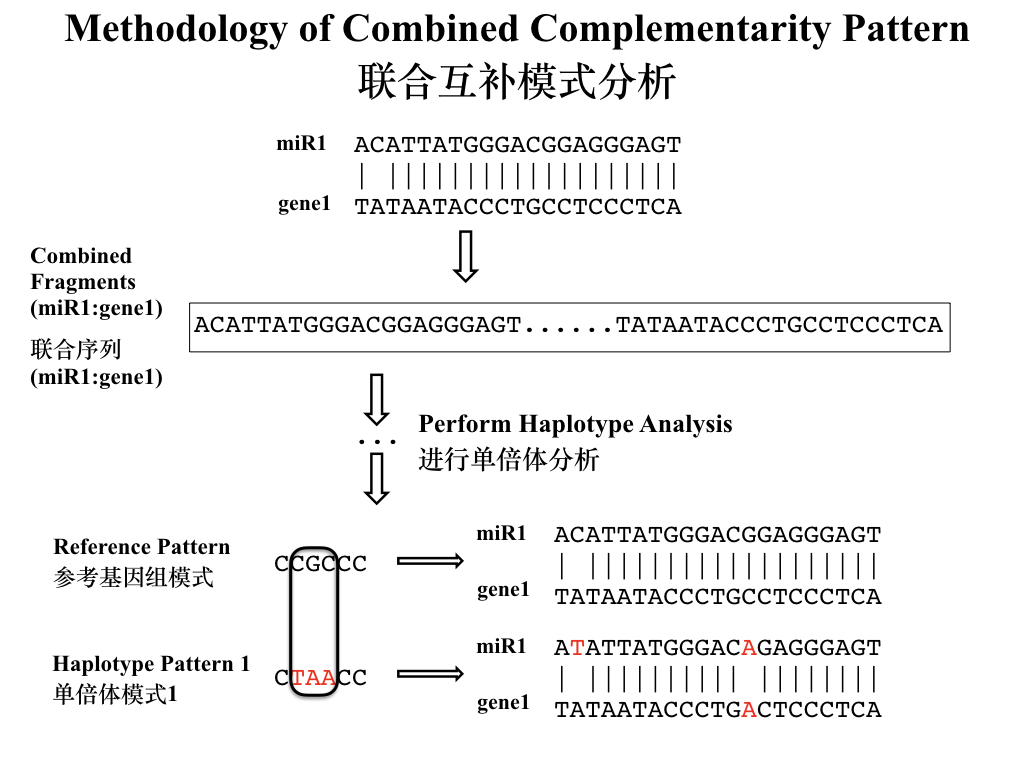 Methodology of Combined Complementarity Pattern
联合互补模式分析
miR1 ACATTATGGGACGGAGGGAGT
| |||||||||||||||||||
gene1 TATAATACCCTGCCTCCCTCA
Combined
Fragments
(miR1:gene1)
联合序列
(miR1:gene1)
ACATTATGGGACGGAGGGAGT......TATAATACCCTGCCTCCCTCA
...
Perform Haplotype Analysis
进行单倍体分析
Reference Pattern
参考基因组模式
CCGCCC
miR1 ACATTATGGGACGGAGGGAGT
| |||||||||||||||||||
gene1 TATAATACCCTGCCTCCCTCA
Haplotype Pattern 1
单倍体模式1
CTAACC
miR1 ATATTATGGGACAGAGGGAGT
| |||||||||| ||||||||
gene1 TATAATACCCTGACTCCCTCA